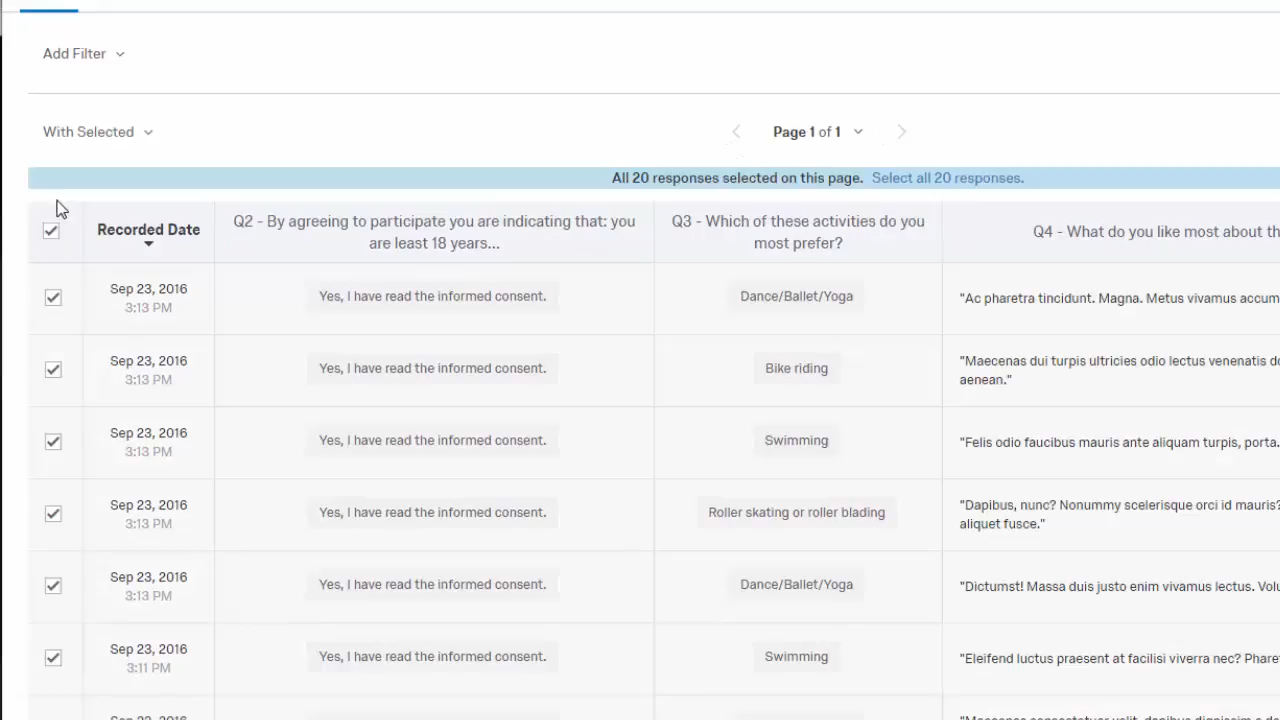 Add Filter
With Selected
Page 1 of 1
All 20 responses selected on this page. Select all 20 responses.
Recorded Date
Q2 - By agreeing to participate you are indicating that: you
are least 18 years...
Q3 - Which of these activities do you
most prefer?
Q4 - What do you like most about th
Sep 23, 2016
3:13 PM
Yes, I have read the informed consent.
Dance/Ballet/Yoga
"Ac pharetra tincidunt. Magna. Metus vivamus accum
Sep 23, 2016
3:13 PM
Yes, I have read the informed consent.
Bike riding
"Maecenas dui turpis ultricies odio lectus venenatis do
aenean."
Sep 23, 2016
3:13 PM
Yes, I have read the informed consent.
Swimming
"Felis odio faucibus mauris ante aliquam turpis, porta.
Sep 23, 2016
3:13 PM
Yes, I have read the informed consent.
Roller skating or roller blading
"Dapibus, nunc? Nonummy scelerisque orci id mauris?
aliquet fusce."
Sep 23, 2016
3:13 PM
Yes, I have read the informed consent.
Dance/Ballet/Yoga
"Dictumst! Massa duis justo enim vivamus lectus. Volu
Sep 23, 2016
3:11 PM
Yes, I have read the informed consent.
Swimming
"Eleifend luctus praesent at facilisi viverra nec? Phare